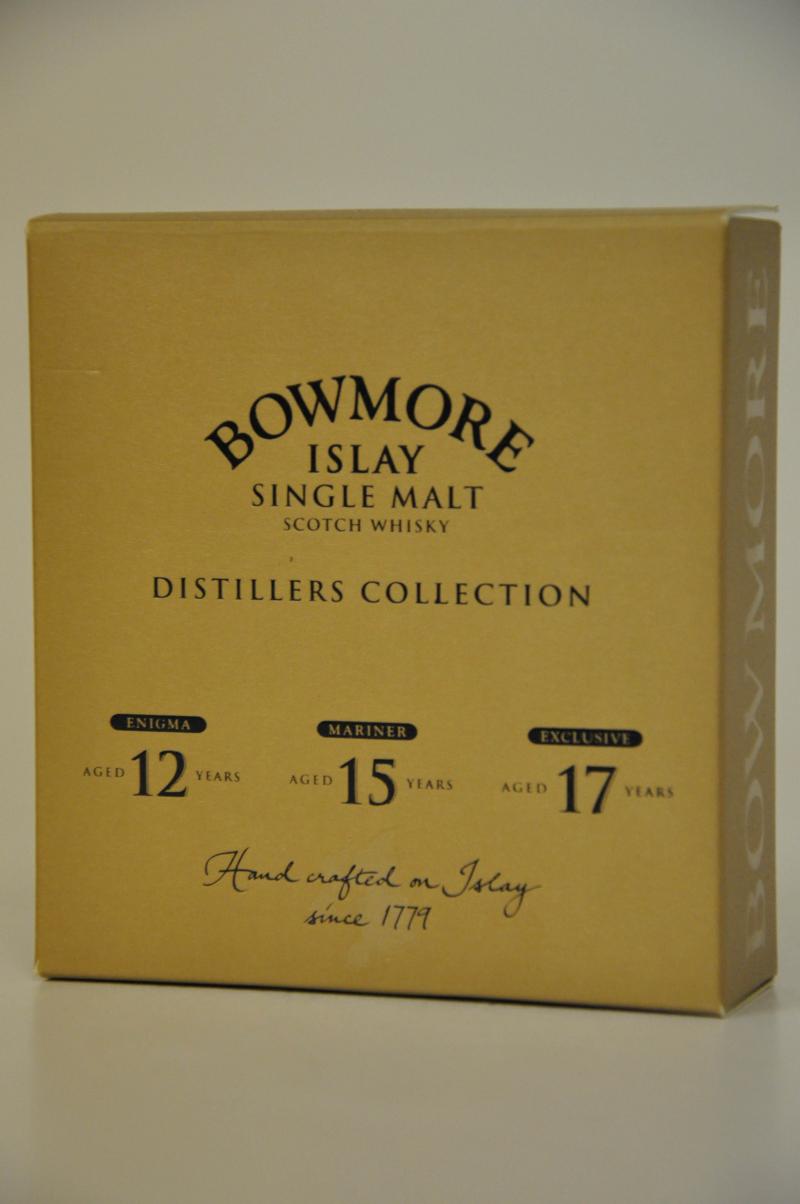 BOWMORE
ISLAY
SINGLE MALT
SCOTCH WHISKY
DISTILLERS COLLECTION
ENIGMA
AGED 12 YEARS
MARINER
AGED 15 YEARS
EXCLUSIVE
AGED 17 YEARS
Hand crafted on Islay
since 1779
BOWMORE